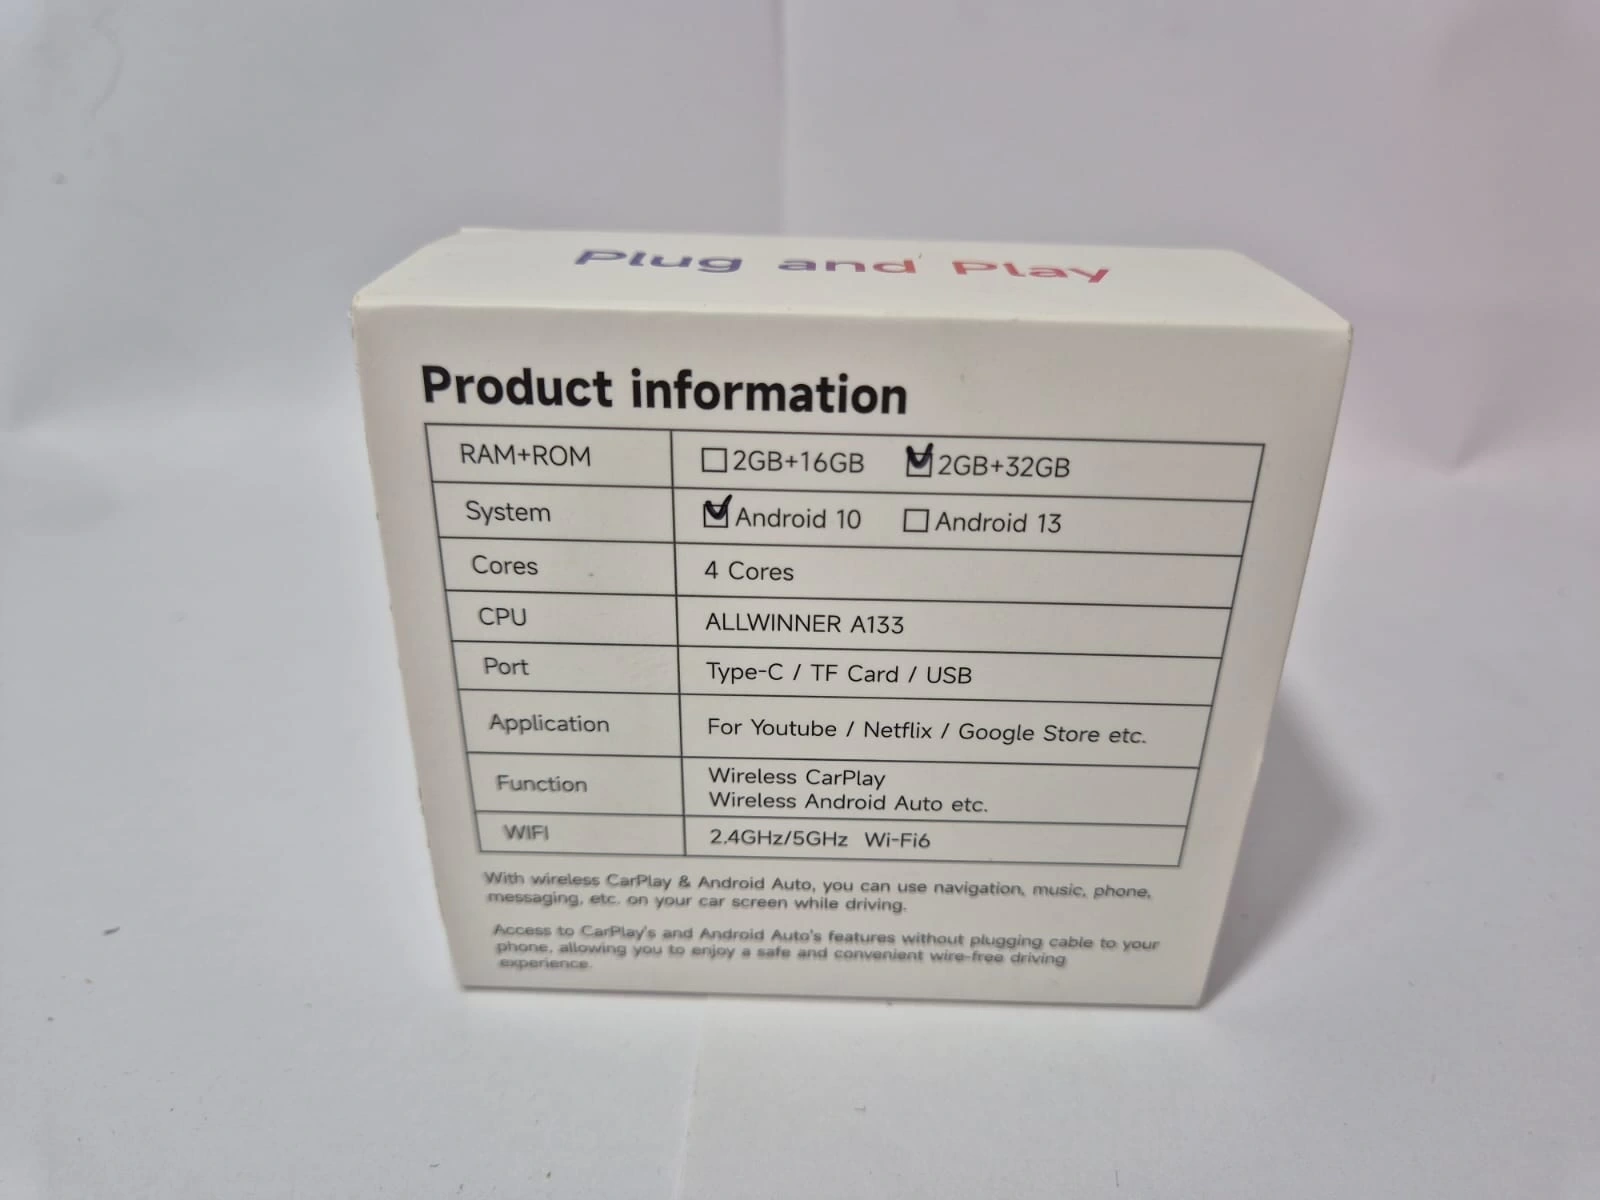 Plug and Play
Product information
RAM+ROM ☐2GB+16GB ☑2GB+32GB
System ☑Android 10 ☐Android 13
Cores 4 Cores
CPU ALLWINNER A133
Port Type-C / TF Card / USB
Application For Youtube / Netflix / Google Store etc.
Function Wireless CarPlay
Wireless Android Auto etc.
WIFI 2.4GHz/5GHz Wi-Fi6
With wireless CarPlay & Android Auto, you can use navigation, music, phone,
messaging, etc. on your car screen while driving.
Access to CarPlay's and Android Auto's features without plugging cable to your
phone, allowing you to enjoy a safe and convenient wire-free driving
experience.